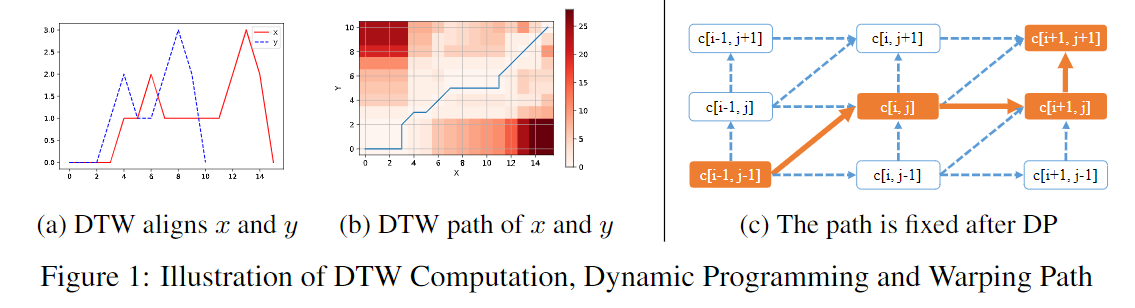 3.0
2.5
2.0
1.5
1.0
0.5
0.0
0 2 4 6 8 10 12 14
x
y
10
8
6
4
2
0
Y
0 2 4 6 8 10 12 14
X
25
20
15
10
5
0
c[i-1, j+1] c[i, j+1] c[i+1, j+1]
c[i-1, j] c[i, j] c[i+1, j]
c[i-1, j-1] c[i, j-1] c[i+1, j-1]
(a) DTW aligns x and y (b) DTW path of x and y (c) The path is fixed after DP
Figure 1: Illustration of DTW Computation, Dynamic Programming and Warping Path